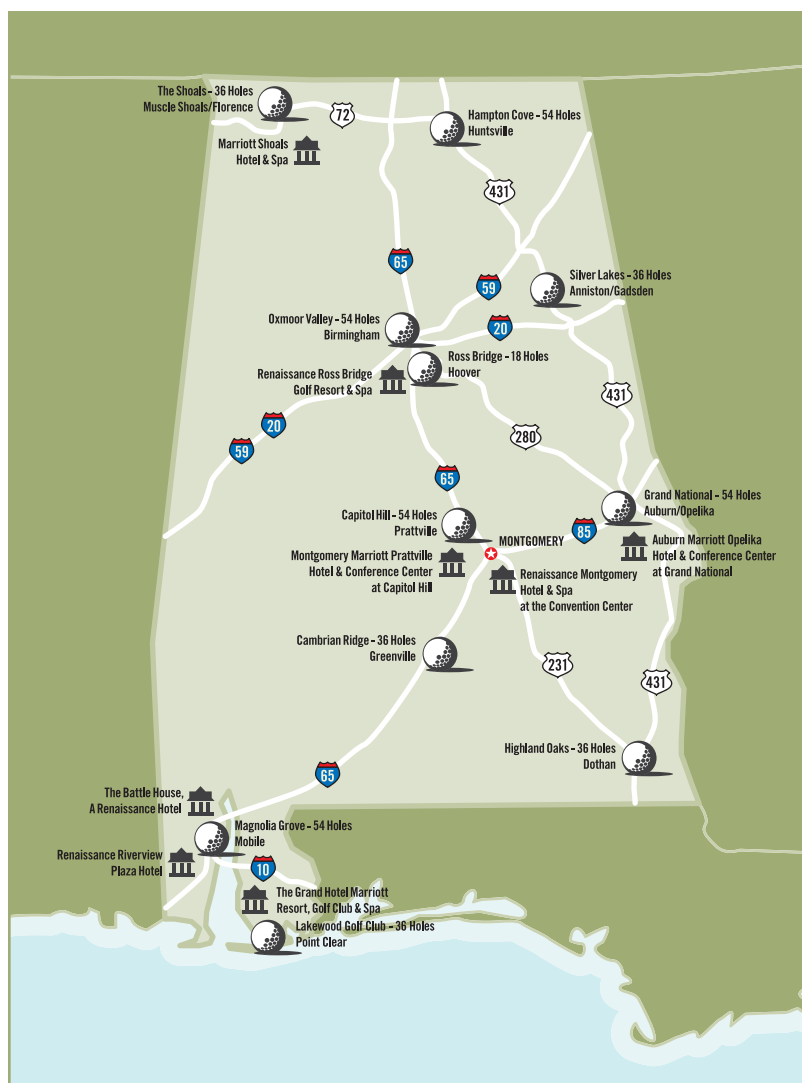 The Shoals – 36 Holes
Muscle Shoals/Florence
72
Hampton Cove – 54 Holes
Huntsville
Marriott Shoals
Hotel & Spa
431
65
59
Silver Lakes – 36 Holes
Anniston/Gadsden
Oxmoor Valley – 54 Holes
Birmingham
20
Ross Bridge – 18 Holes
Hoover
Renaissance Ross Bridge
Golf Resort & Spa
431
20
59
280
65
Grand National – 54 Holes
Auburn/Opelika
Capitol Hill – 54 Holes
Prattville
85
MONTGOMERY
Auburn Marriott Opelika
Hotel & Conference Center
at Grand National
Montgomery Marriott Prattville
Hotel & Conference Center
at Capitol Hill
Renaissance Montgomery
Hotel & Spa
at the Convention Center
Cambrian Ridge – 36 Holes
Greenville
231
431
Highland Oaks – 36 Holes
Dothan
65
The Battle House,
A Renaissance Hotel
Magnolia Grove – 54 Holes
Mobile
Renaissance Riverview
Plaza Hotel
10
The Grand Hotel Marriott
Resort, Golf Club & Spa
Lakewood Golf Club – 36 Holes
Point Clear